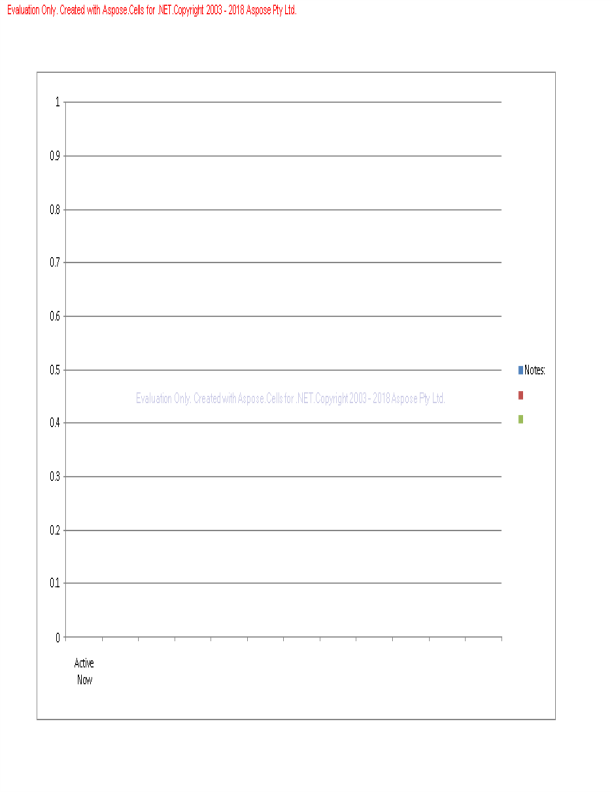 Evaluation Only. Created with Aspose.Cells for .NET.Copyright 2003 - 2018 Aspose Pty Ltd.
1
0.9
0.8
0.7
0.6
0.5
Notes:
Evaluation Only. Created with Aspose.Cells for .NET.Copyright 2003 - 2018 Aspose Pty Ltd.
0.4
0.3
0.2
0.1
0
Active
Now